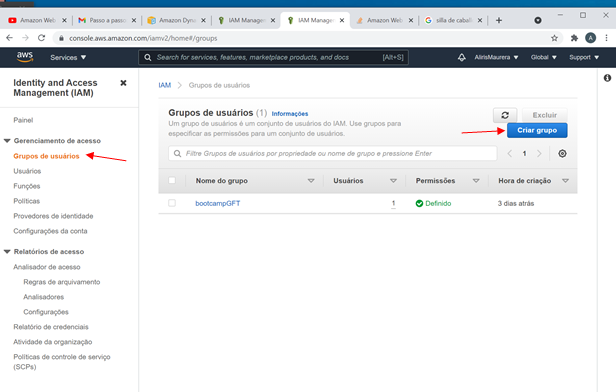 Amazon Web
Passo a passo
Amazon Dyn
IAM Manager
IAM Manage
Amazon Web
silla de caball
console.aws.amazon.com/iamv2/home#/groups
A
aws
Services
Search for services, features, marketplace products, and docs
[Alt+S]
AlirisMaurera
Global
Support
Identity and Access
Management (IAM)
Painel
Gerenciamento de acesso
Grupos de usuários
Usuários
Funções
Políticas
Provedores de identidade
Configurações da conta
Relatórios de acesso
Analisador de acesso
Regras de arquivamento
Analisadores
Configurações
Relatório de credenciais
Atividade da organização
Políticas de controle de serviço
(SCPs)
IAM
Grupos de usuários
Grupos de usuários (1) Informações
Um grupo de usuários é um conjunto de usuários do IAM. Use grupos para
especificar as permissões para um conjunto de usuários.
Excluir
Criar grupo
Filtre Grupos de usuários por propriedade ou nome de grupo e pressione Enter
1
Nome do grupo
Usuários
Permissões
Hora de criação
bootcampGFT
1
Definido
3 dias atrás